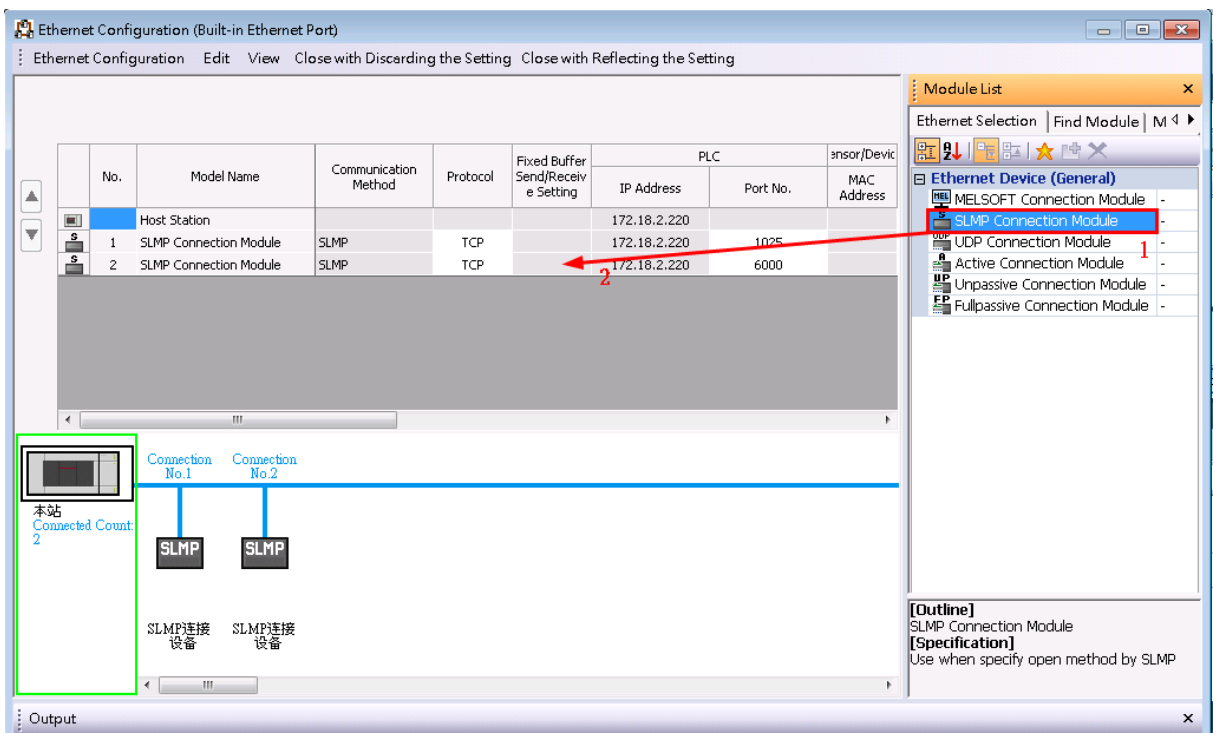 Ethernet Configuration (Built-in Ethernet Port)
Ethernet Configuration Edit View Close with Discarding the Setting Close with Reflecting the Setting
No. Model Name Communication Method Protocol Fixed Buffer Send/Receiv e Setting PLC ensor/Devic
IP Address Port No. MAC Address
Host Station 172.18.2.220
S 1 SLMP Connection Module SLMP TCP 172.18.2.220 1025
S 2 SLMP Connection Module SLMP TCP 172.18.2.220 6000
2
Connection No.1
Connection No.2
本站
Connected Count:
2
SLMP
SLMP
SLMP连接
设备
SLMP连接
设备
Module List
Ethernet Selection Find Module M
Ethernet Device (General)
MEL MELSOFT Connection Module -
S SLMP Connection Module -
UDP UDP Connection Module -
1
A Active Connection Module -
UP Unpassive Connection Module -
FP Fullpassive Connection Module -
[Outline]
SLMP Connection Module
[Specification]
Use when specify open method by SLMP
Output